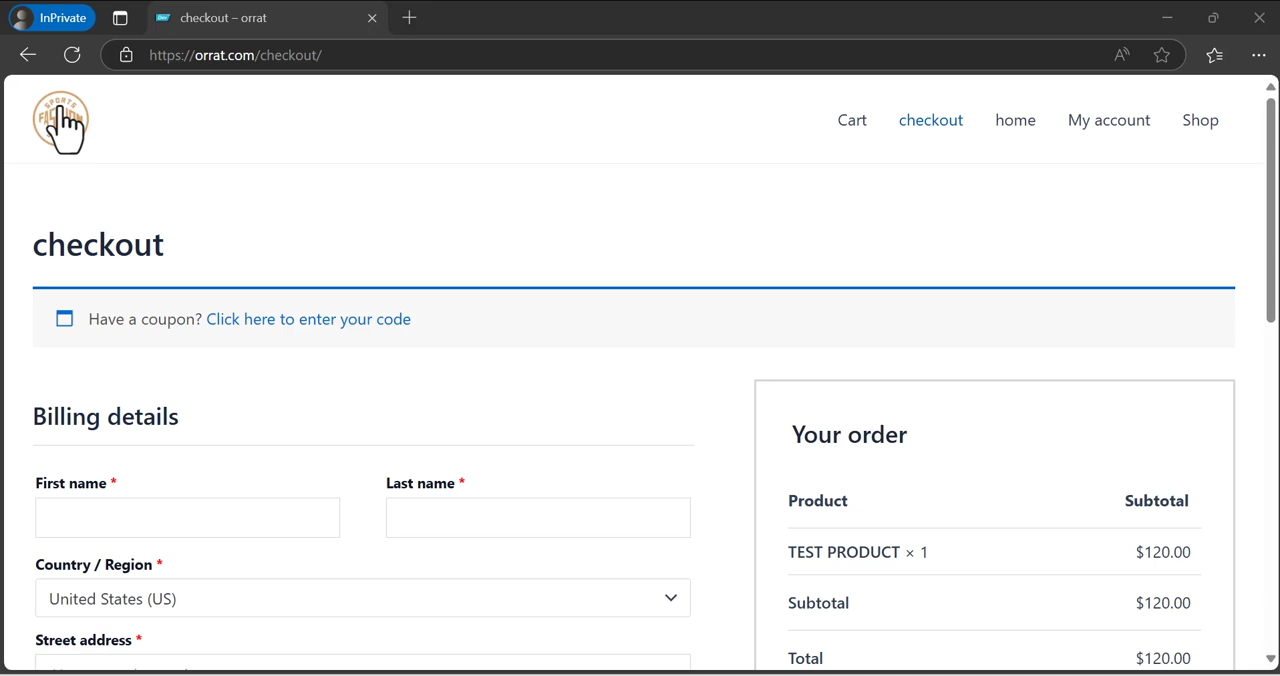 InPrivate
checkout – orrat
https://orrat.com/checkout/
SPORTS
Cart
checkout
home
My account
Shop
checkout
Have a coupon? Click here to enter your code
Billing details
First name *
Last name *
Country / Region *
United States (US)
Street address *
Your order
Product Subtotal
TEST PRODUCT × 1 $120.00
Subtotal $120.00
Total $120.00